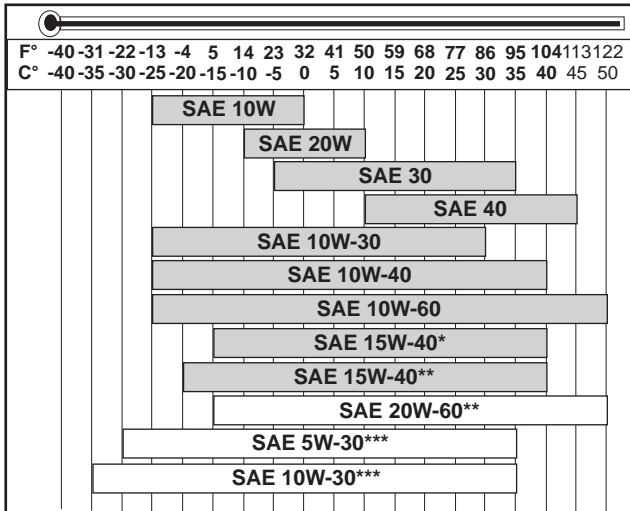 F° -40 -31 -22 -13 -4 5 14 23 32 41 50 59 68 77 86 95 104 113 122
C° -40 -35 -30 -25 -20 -15 -10 -5 0 5 10 15 20 25 30 35 40 45 50
SAE 10W
SAE 20W
SAE 30
SAE 40
SAE 10W-30
SAE 10W-40
SAE 10W-60
SAE 15W-40*
SAE 15W-40**
SAE 20W-60**
SAE 5W-30***
SAE 10W-30***